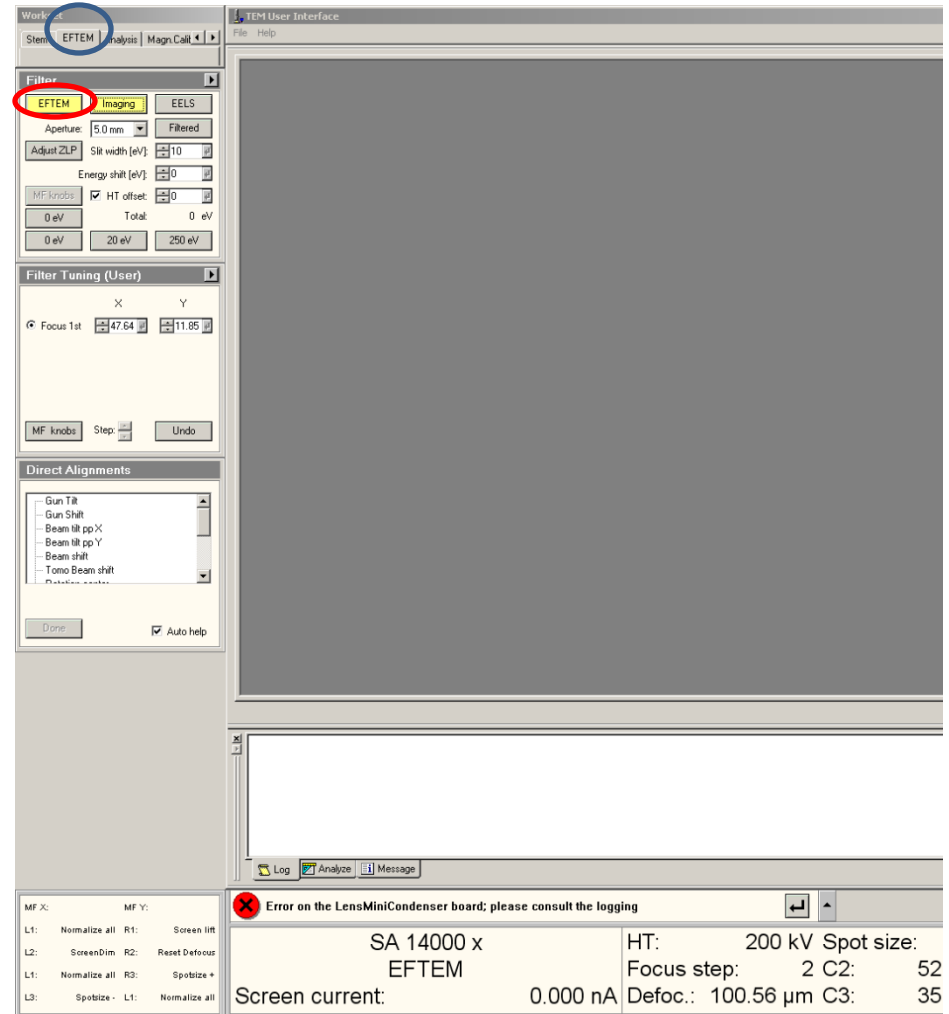 TEM User Interface
File Help
Stem EFTEM Analysis Magn.Calit
Filter
EFTEM Imaging EELS
Aperture: 5.0 mm Filtered
Adjust ZLP Slit width [eV]: 10
Energy shift [eV]: 0
MF knobs HT offset: 0
0 eV Total: 0 eV
0 eV 20 eV 250 eV
Filter Tuning (User)
X Y
Focus 1st 47.64 11.85
MF knobs Step: Undo
Direct Alignments
Gun Tilt
Gun Shift
Beam tilt pp X
Beam tilt pp Y
Beam shift
Tomo Beam shift
Done Auto help
Log Analyze Message
Error on the LensMiniCondenser board; please consult the logging
MF X: MF Y:
L1: Normalize all R1: Screen lift
L2: ScreenDim R2: Reset Defocus
L1: Normalize all R3: Spotsize +
L3: Spotsize - L1: Normalize all
SA 14000 x
EFTEM
Screen current: 0.000 nA
HT: 200 kV Spot size:
Focus step: 2 C2: 52
Defoc.: 100.56 µm C3: 35